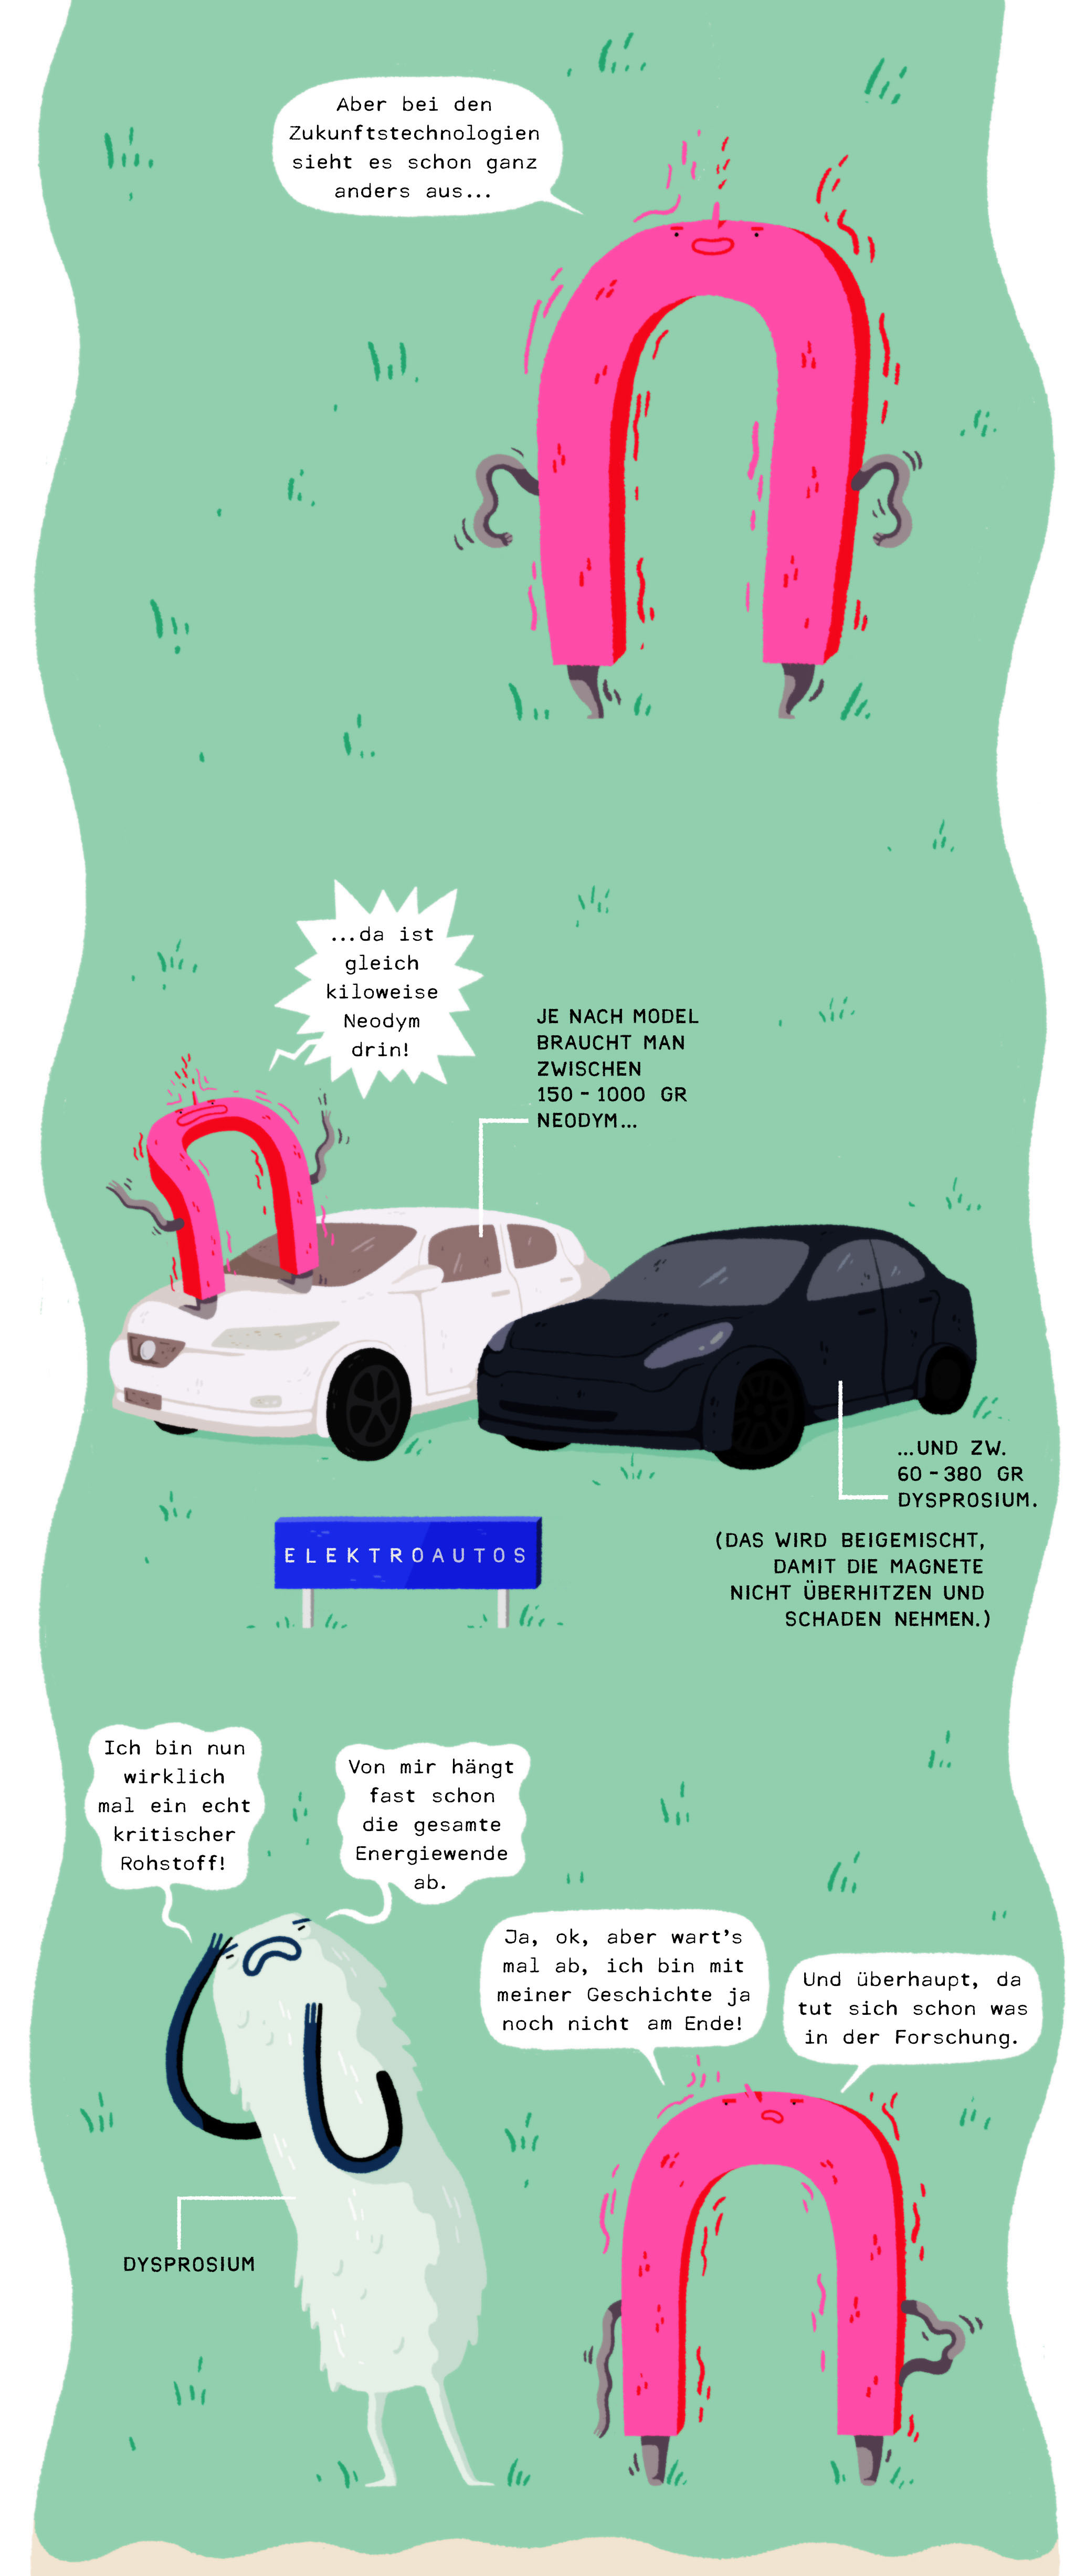 Aber bei den
Zukunftstechnologien
sieht es schon ganz
anders aus...
...da ist
gleich
kiloweise
Neodym
drin!
JE NACH MODEL
BRAUCHT MAN
ZWISCHEN
150 - 1000 GR
NEODYM...
...UND ZW.
60 - 380 GR
DYSPROSIUM.
(DAS WIRD BEIGEMISCHT,
DAMIT DIE MAGNETE
NICHT ÜBERHITZEN UND
SCHADEN NEHMEN.)
ELEKTROAUTOS
Ich bin nun
wirklich
mal ein echt
kritischer
Rohstoff!
Von mir hängt
fast schon
die gesamte
Energiewende
ab.
Ja, ok, aber wart's
mal ab, ich bin mit
meiner Geschichte ja
noch nicht am Ende!
Und überhaupt, da
tut sich schon was
in der Forschung.
DYSPROSIUM